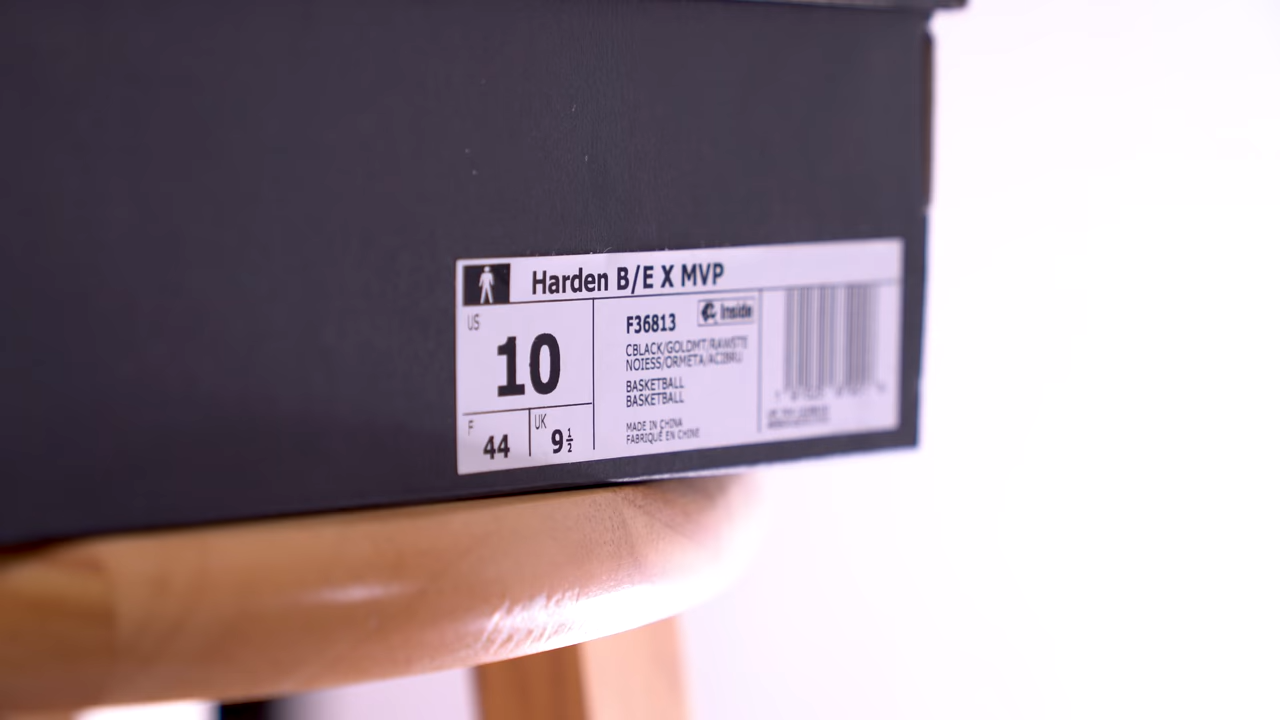 Harden B/E X MVP
US
10
F
44
UK
9½
F36813
Inside
CBLACK/GOLDMT/RAWSTE
NOIESS/ORMETA/ACIBRU
BASKETBALL
BASKETBALL
MADE IN CHINA
FABRIQUÉ EN CHINE